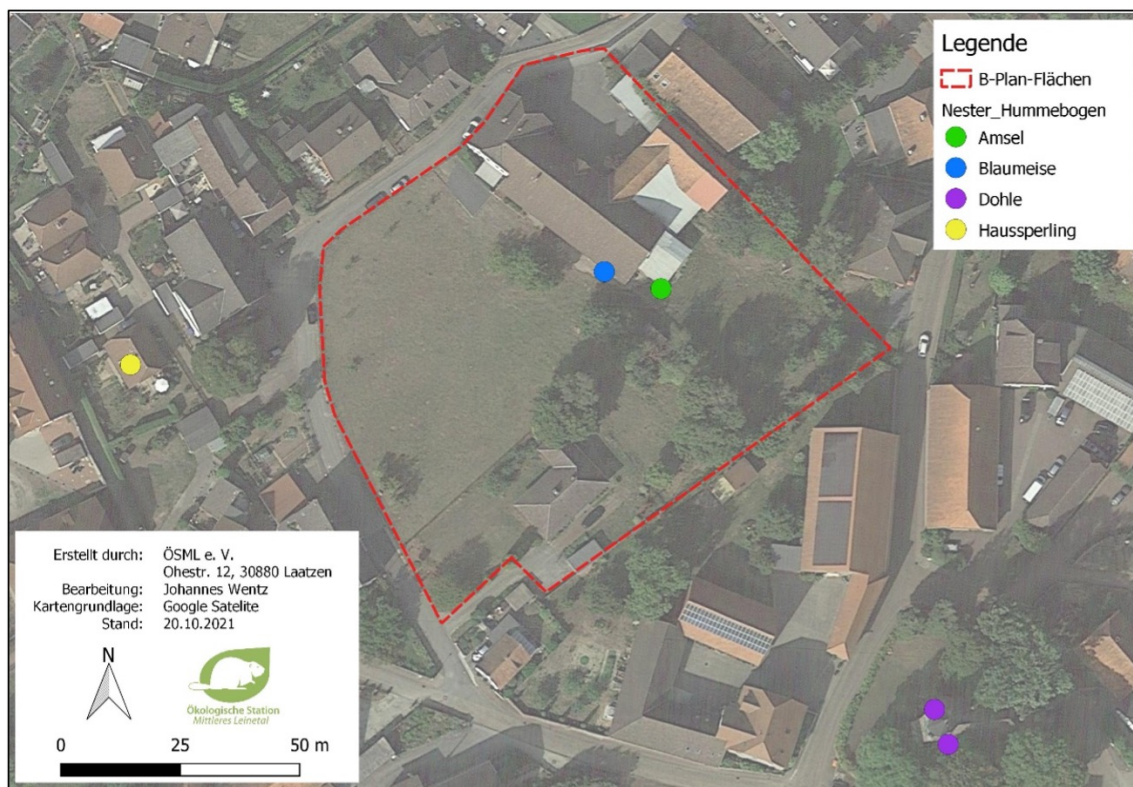 Legende
B-Plan-Flächen
Nester_Hummebogen
Amsel
Blaumeise
Dohle
Haussperling
Erstellt durch: ÖSML e. V.
Ohestr. 12, 30880 Laatzen
Bearbeitung: Johannes Wentz
Kartengrundlage: Google Satelite
Stand: 20.10.2021
N
Ökologische Station
Mittleres Leinetal
0 25 50 m